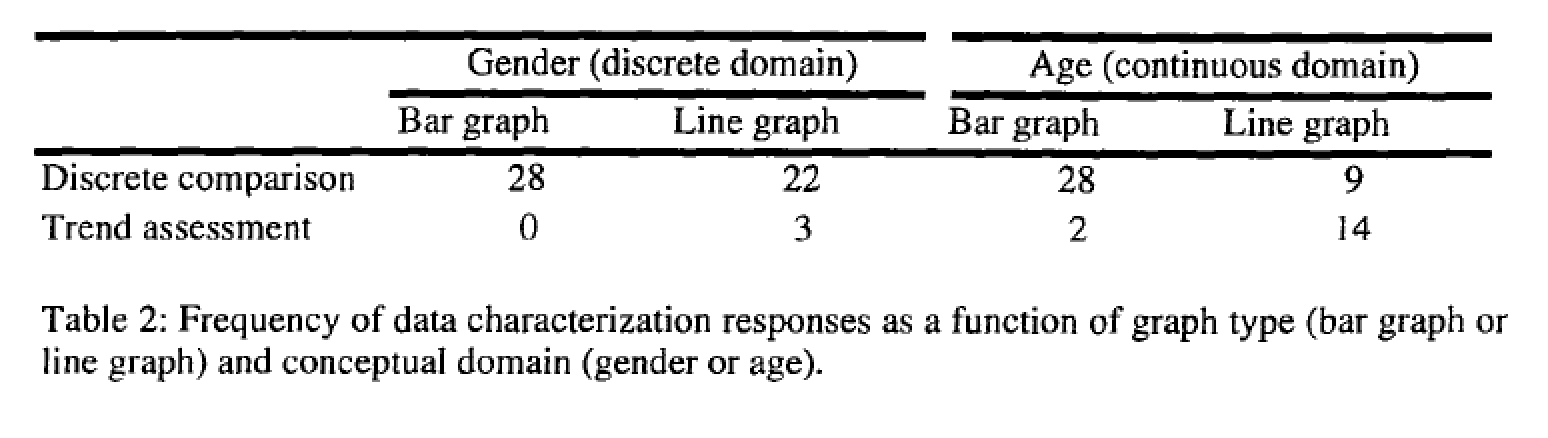 Gender (discrete domain) Age (continuous domain)
Bar graph Line graph Bar graph Line graph
Discrete comparison 28 22 28 9
Trend assessment 0 3 2 14
Table 2: Frequency of data characterization responses as a function of graph type (bar graph or
line graph) and conceptual domain (gender or age).